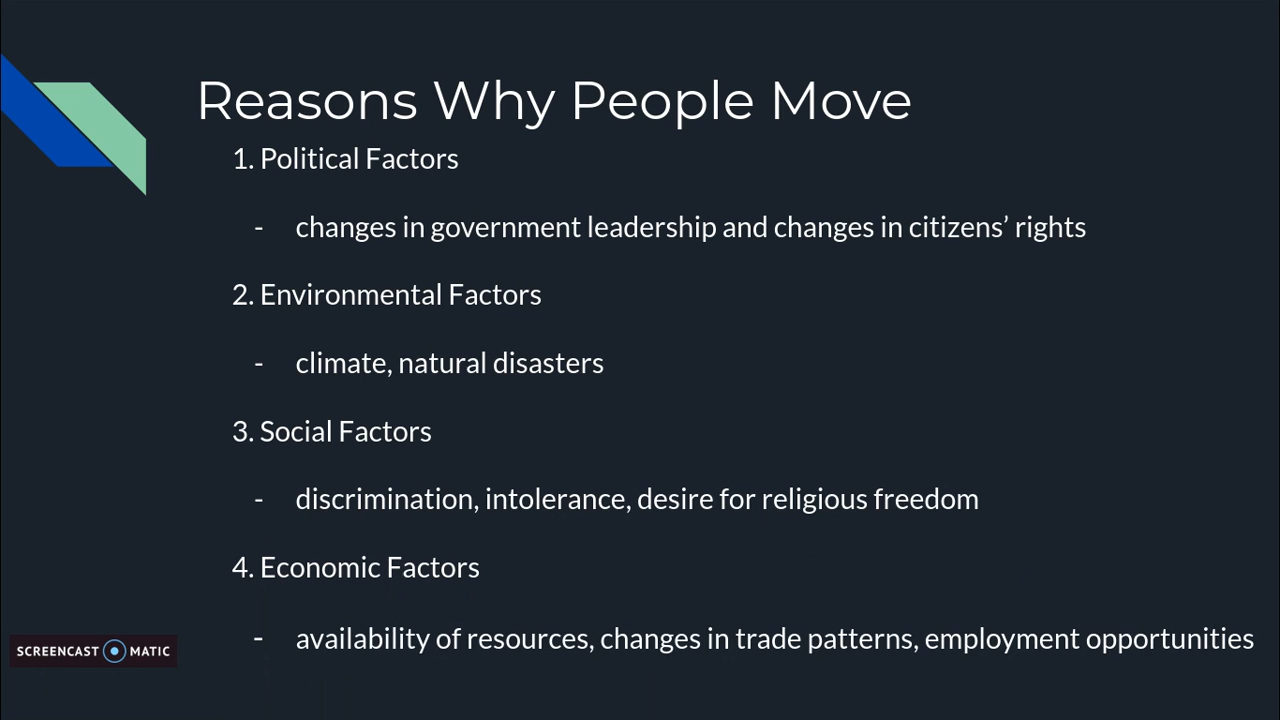 Reasons Why People Move
1. Political Factors
- changes in government leadership and changes in citizens’ rights
2. Environmental Factors
- climate, natural disasters
3. Social Factors
- discrimination, intolerance, desire for religious freedom
4. Economic Factors
- availability of resources, changes in trade patterns, employment opportunities
SCREENCAST MATIC